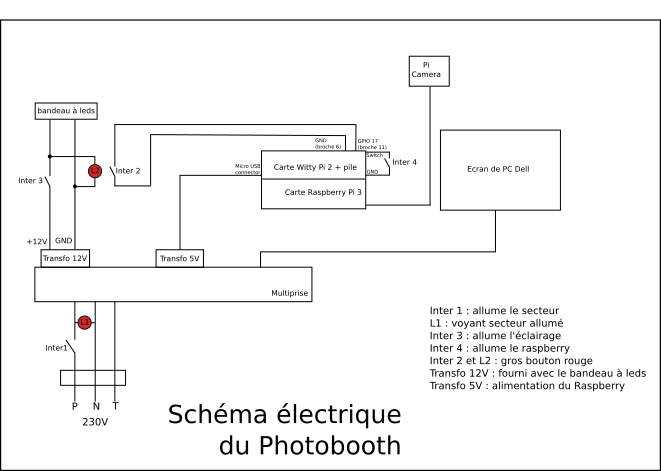 Pi
Camera
bandeau à leds
GND
(broche 6)
GPIO 17
(broche 11)
Switch
Inter 4
GND
Micro USB
connector
Carte Witty Pi 2 + pile
Carte Raspberry Pi 3
Ecran de PC Dell
L2
Inter 2
Inter 3
+12V
GND
Transfo 12V
Transfo 5V
Multiprise
L1
Inter1
P
N
T
230V
Inter 1 : allume le secteur
L1 : voyant secteur allumé
Inter 3 : allume l'éclairage
Inter 4 : allume le raspberry
Inter 2 et L2 : gros bouton rouge
Transfo 12V : fourni avec le bandeau à leds
Transfo 5V : alimentation du Raspberry
Schéma électrique
du Photobooth